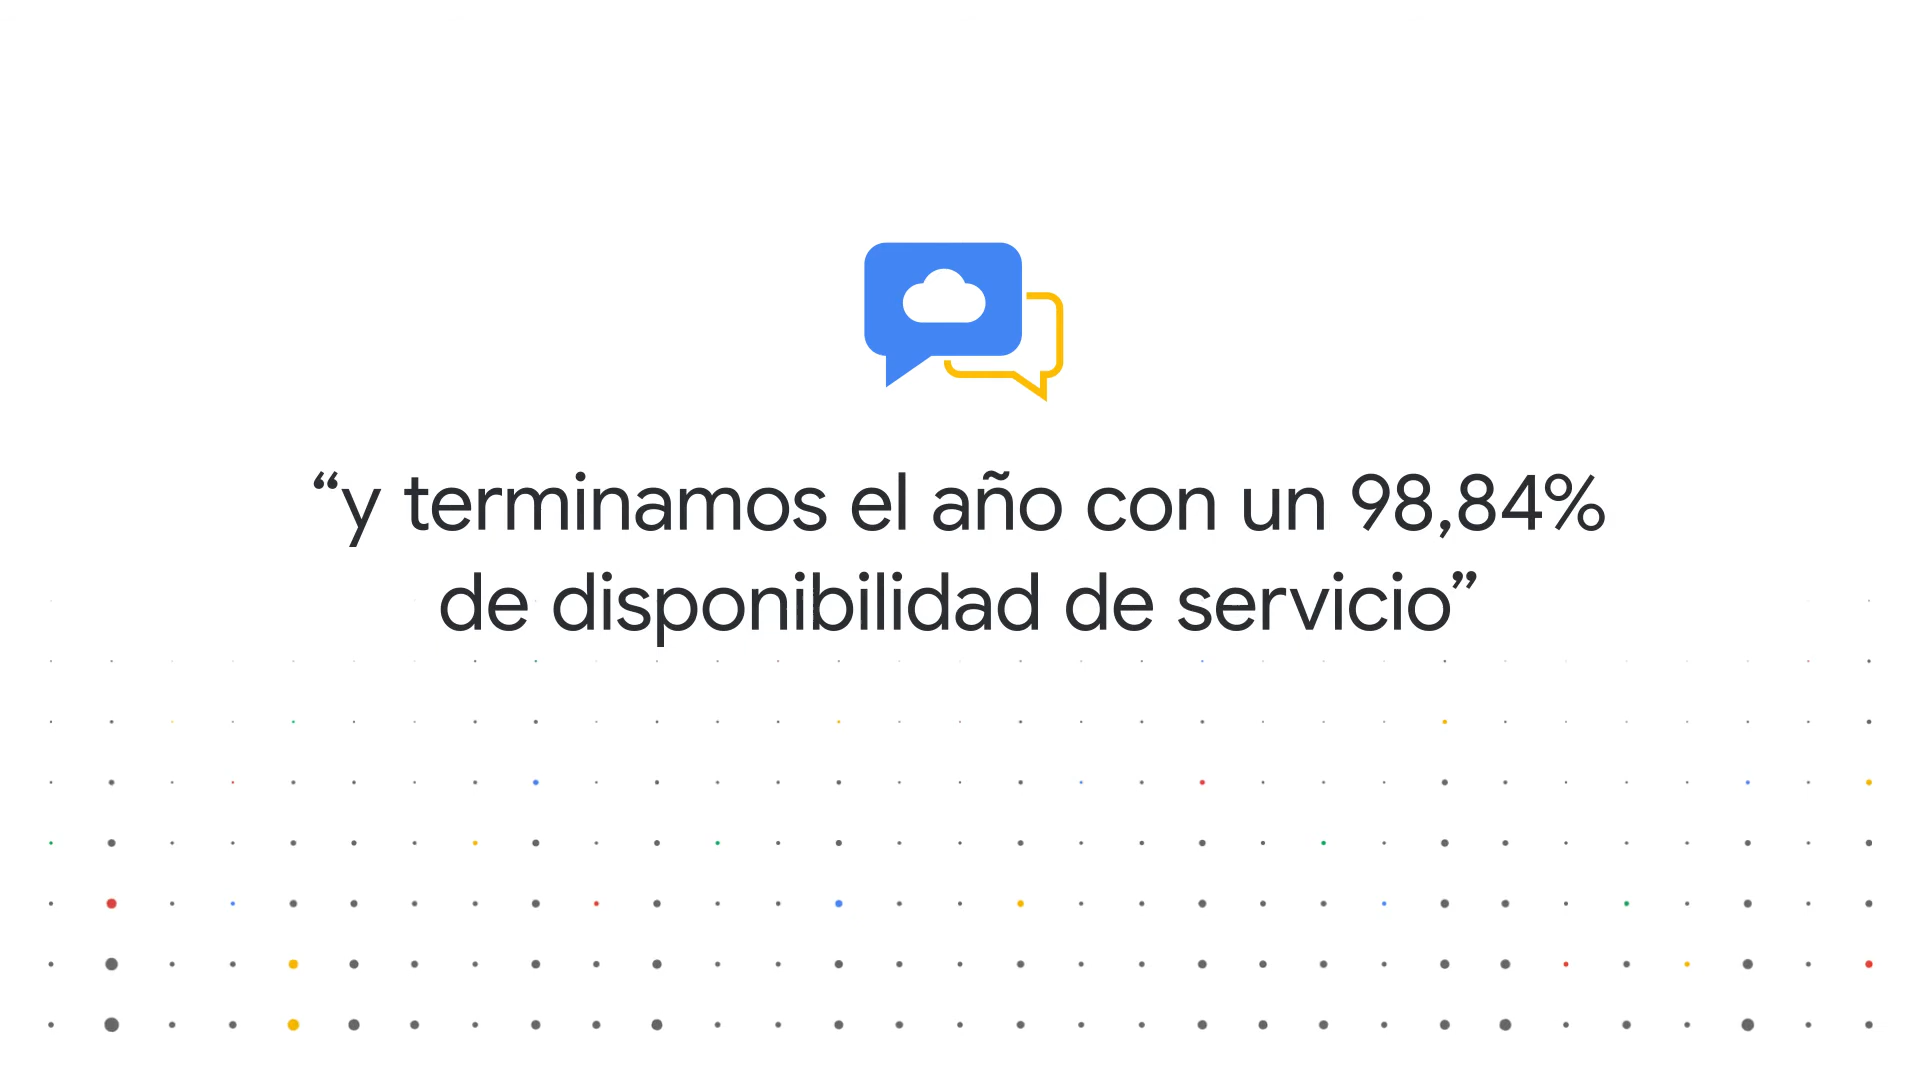 “y terminamos el año con un 98,84%
de disponibilidad de servicio”